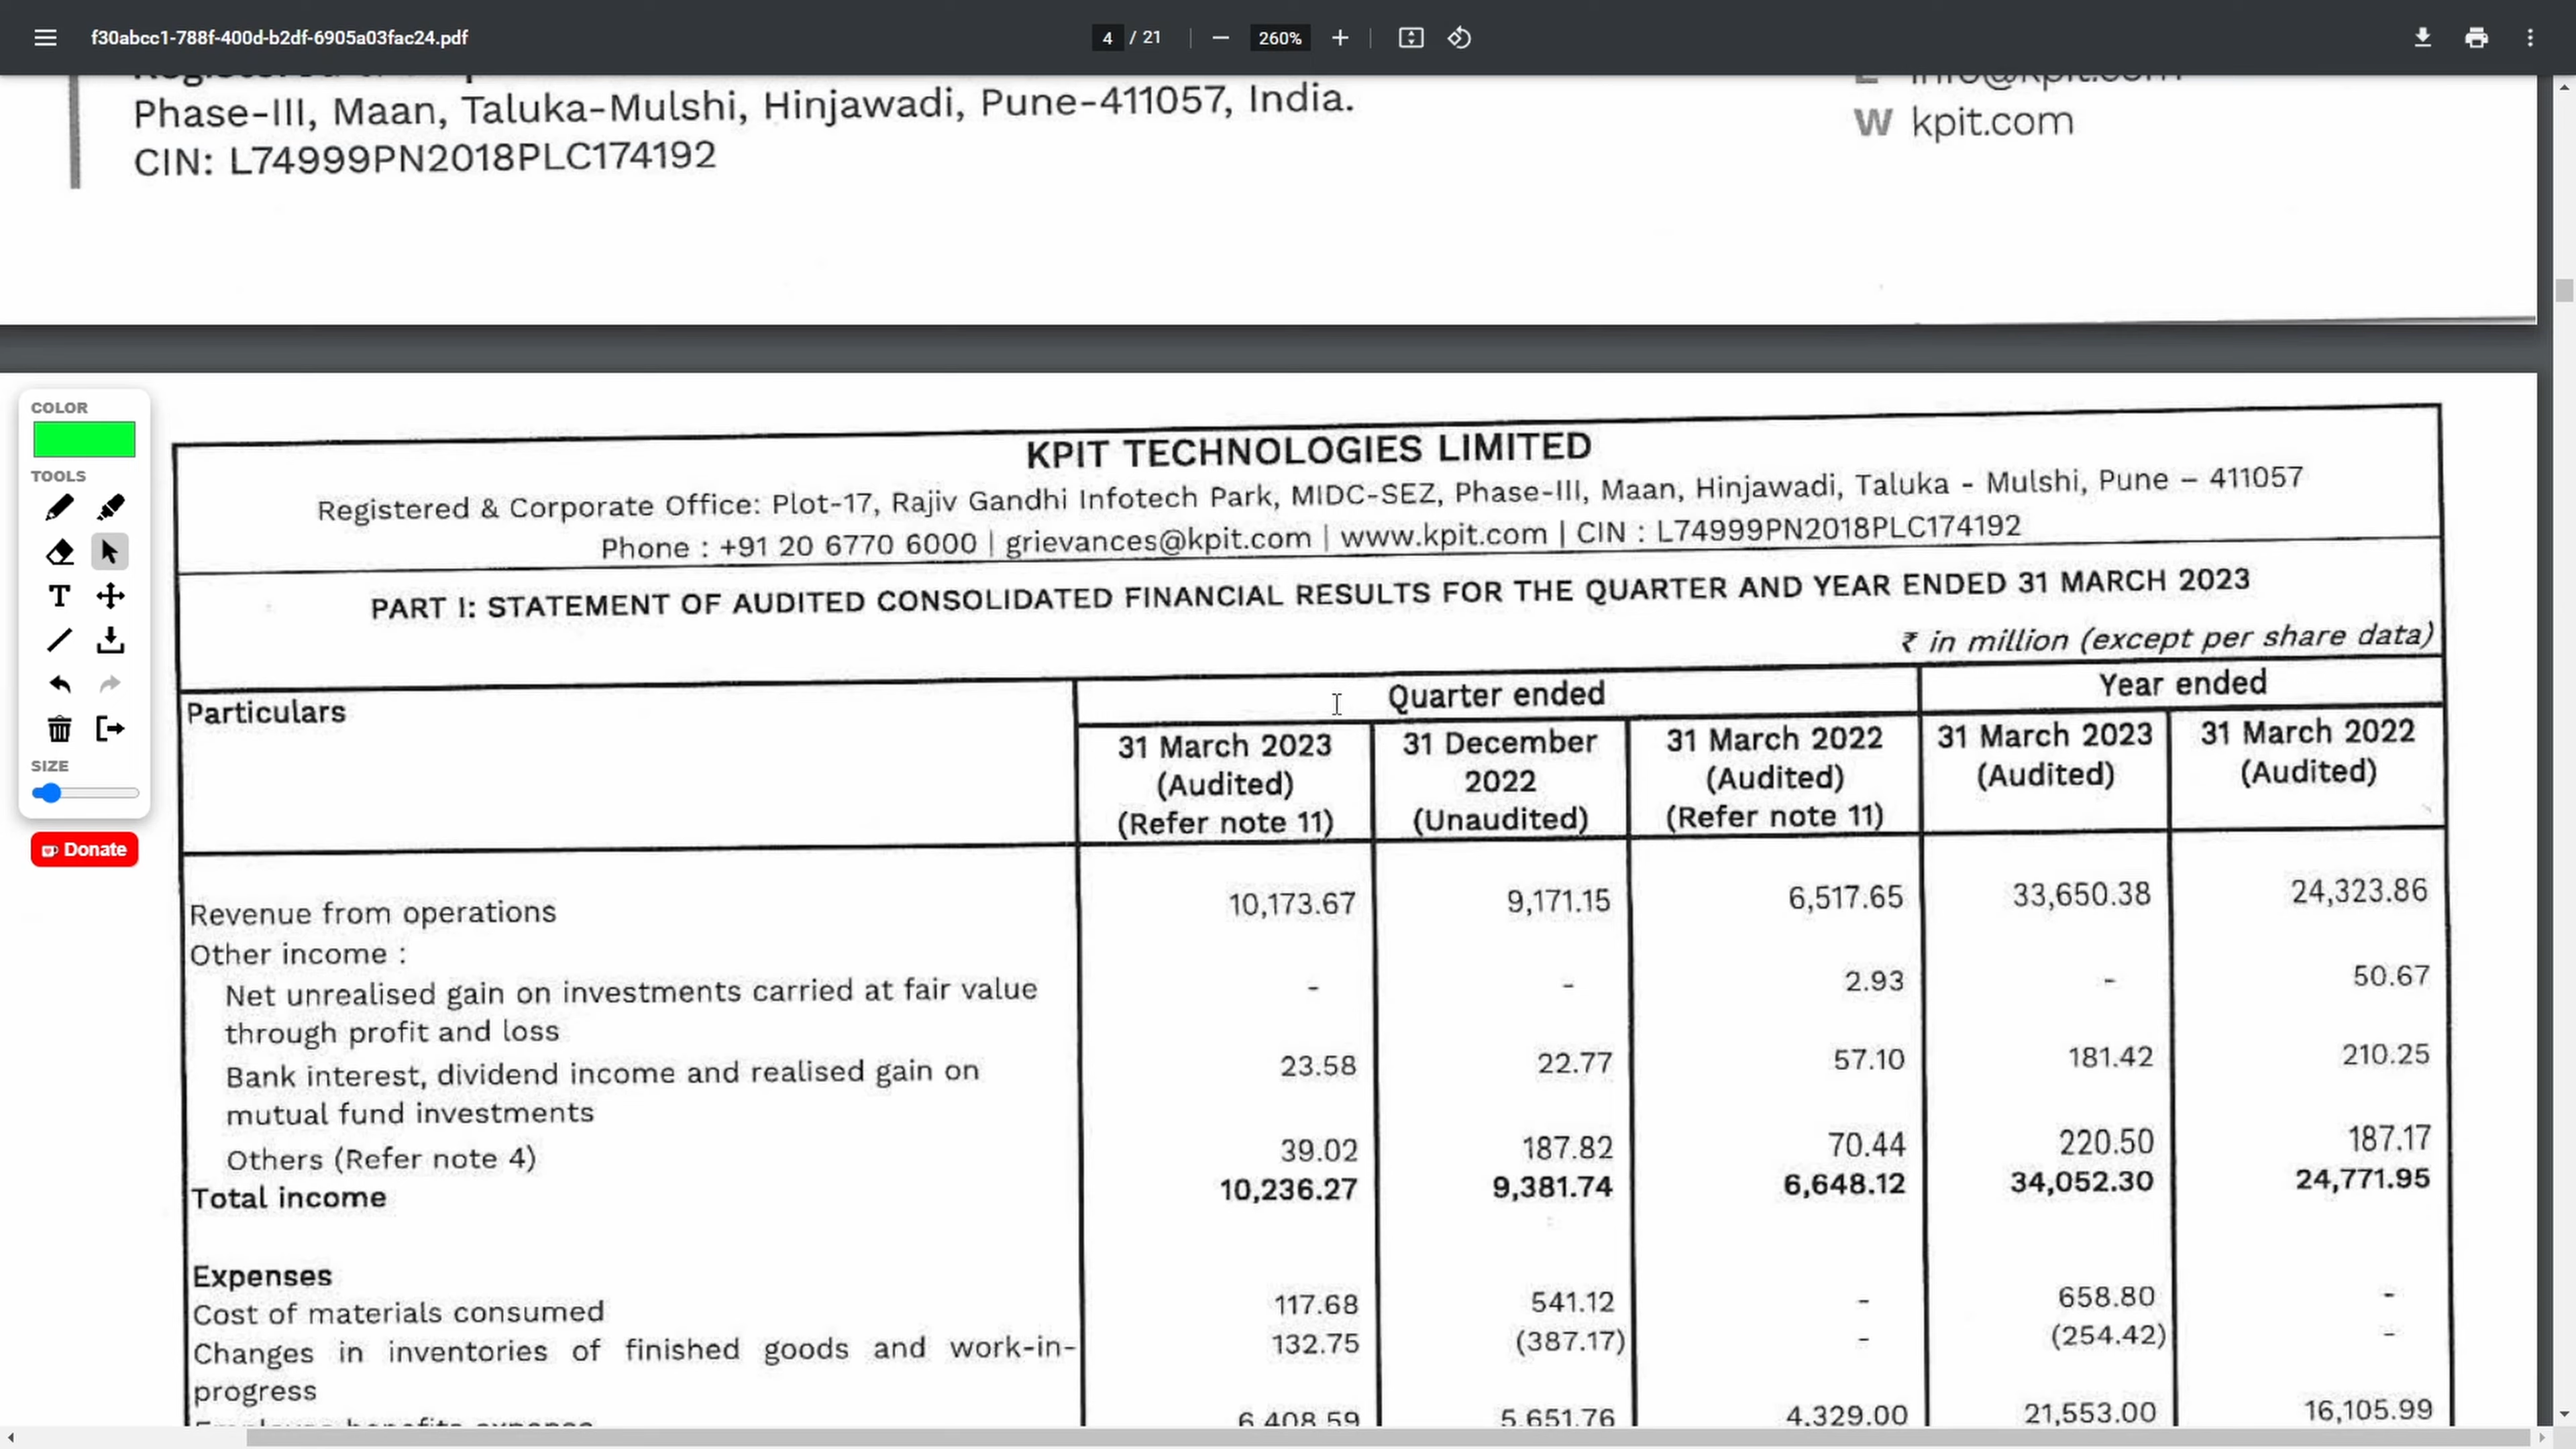 f30abcc1-788f-400d-b2df-6905a03fac24.pdf
4 / 21
260%
info@kpit.com
Phase-III, Maan, Taluka-Mulshi, Hinjawadi, Pune-411057, India.
W kpit.com
CIN: L74999PN2018PLC174192
COLOR
TOOLS
SIZE
Donate
KPIT TECHNOLOGIES LIMITED
Registered & Corporate Office: Plot-17, Rajiv Gandhi Infotech Park, MIDC-SEZ, Phase-III, Maan, Hinjawadi, Taluka - Mulshi, Pune – 411057
Phone : +91 20 6770 6000 | grievances@kpit.com | www.kpit.com | CIN : L74999PN2018PLC174192
PART I: STATEMENT OF AUDITED CONSOLIDATED FINANCIAL RESULTS FOR THE QUARTER AND YEAR ENDED 31 MARCH 2023
₹ in million (except per share data)
Particulars Quarter ended Year ended
31 March 2023 31 December 31 March 2022 31 March 2023 31 March 2022
(Audited) 2022 (Audited) (Audited) (Audited)
(Refer note 11) (Unaudited) (Refer note 11)
Revenue from operations 10,173.67 9,171.15 6,517.65 33,650.38 24,323.86
Other income :
Net unrealised gain on investments carried at fair value - - 2.93 - 50.67
through profit and loss
Bank interest, dividend income and realised gain on 23.58 22.77 57.10 181.42 210.25
mutual fund investments
Others (Refer note 4) 39.02 187.82 70.44 220.50 187.17
Total income 10,236.27 9,381.74 6,648.12 34,052.30 24,771.95
Expenses
Cost of materials consumed 117.68 541.12 - 658.80 -
Changes in inventories of finished goods and work-in- 132.75 (387.17) - (254.42) -
progress
Employee benefits expense 6,408.59 5,651.76 4,329.00 21,553.00 16,105.99